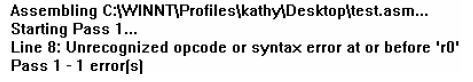 Assembling C:\WINNT\Profiles\kathy\Desktop\test.asm...
Starting Pass 1...
Line 8: Unrecognized opcode or syntax error at or before 'r0'
Pass 1 - 1 error(s)